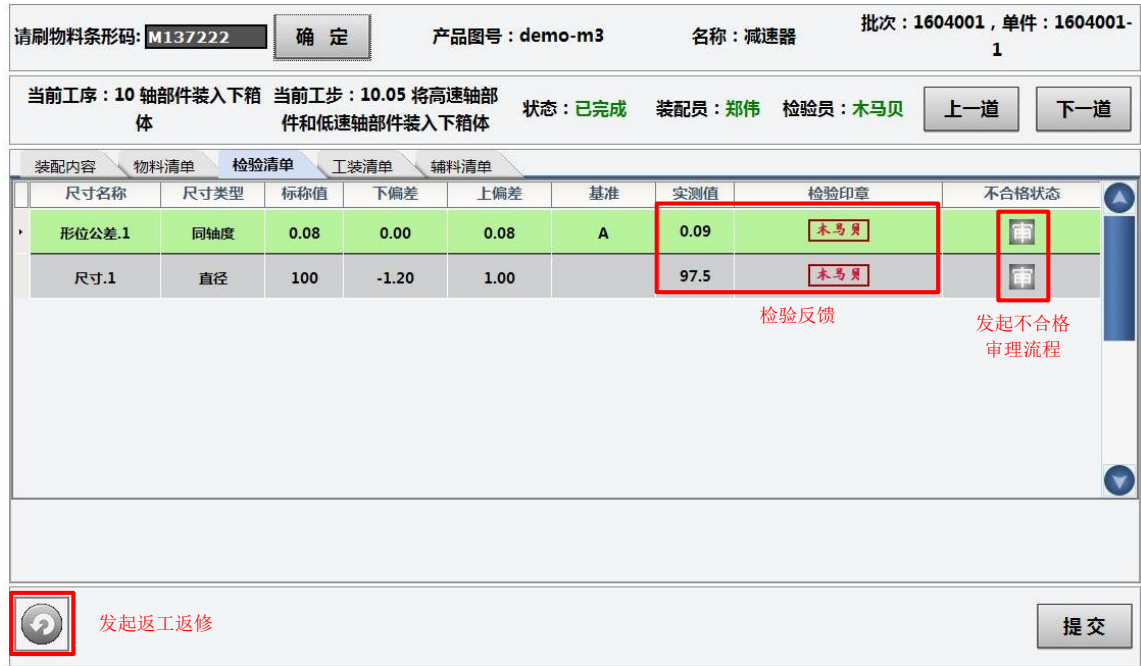 请刷物料条形码: M137222 确 定 产品图号：demo-m3 名称：减速器 批次：1604001，单件：1604001-
1
当前工序：10 轴部件装入下箱
体
当前工步：10.05 将高速轴部
件和低速轴部件装入下箱体
状态：已完成 装配员：郑伟 检验员：木马贝 上一道 下一道
装配内容 物料清单 检验清单 工装清单 辅料清单
尺寸名称 尺寸类型 标称值 下偏差 上偏差 基准 实测值 检验印章 不合格状态
形位公差.1 同轴度 0.08 0.00 0.08 A 0.09 木马贝 审
尺寸.1 直径 100 -1.20 1.00 97.5 木马贝 审
检验反馈
发起不合格
审理流程
发起返工返修
提交